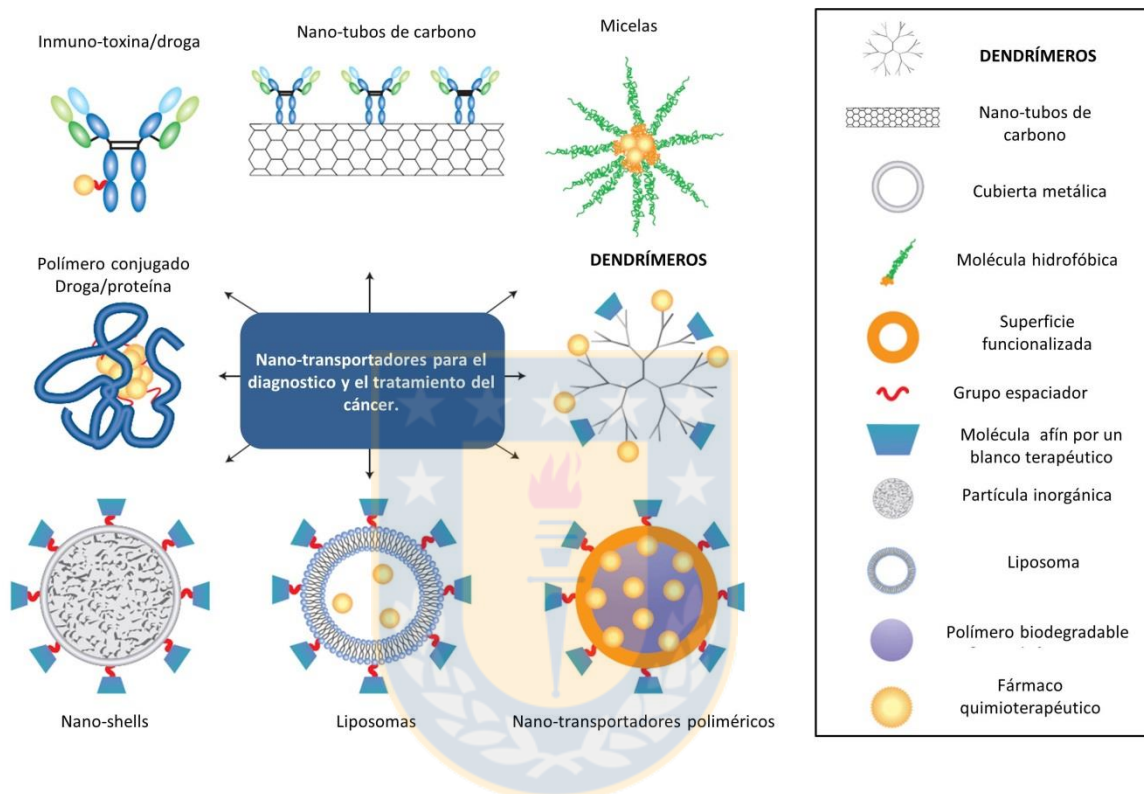 Inmuno-toxina/droga
Nano-tubos de carbono
Micelas
Polímero conjugado
Droga/proteína
DENDRÍMEROS
Nano-transportadores para el
diagnostico y el tratamiento del
cáncer.
Nano-shells
Liposomas
Nano-transportadores poliméricos
DENDRÍMEROS
Nano-tubos de
carbono
Cubierta metálica
Molécula hidrofóbica
Superficie
funcionalizada
Grupo espaciador
Molécula afín por un
blanco terapéutico
Partícula inorgánica
Liposoma
Polímero biodegradable
Fármaco
quimioterapéutico